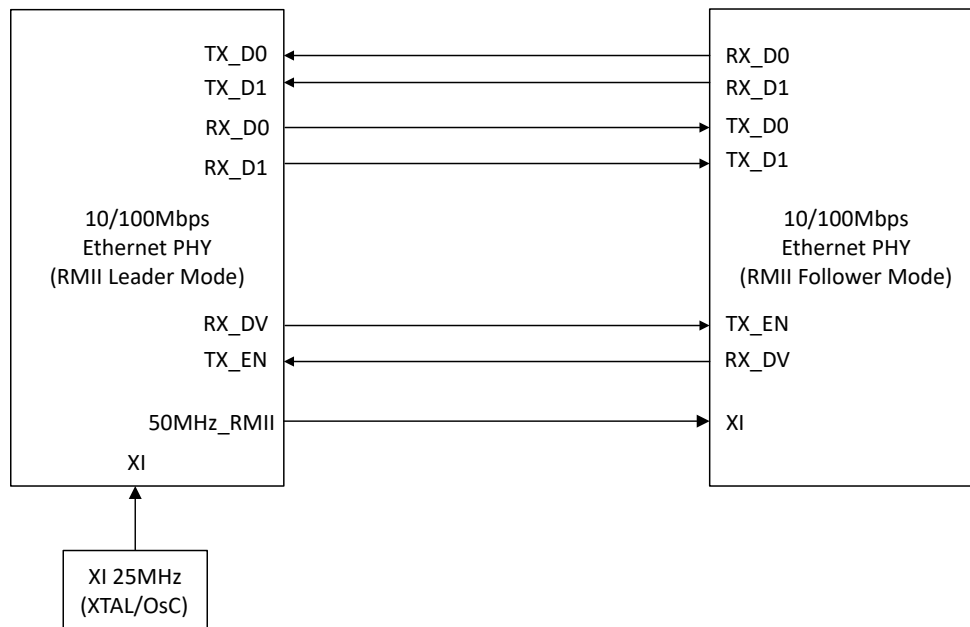 TX_D0
TX_D1
RX_D0
RX_D1
10/100Mbps
Ethernet PHY
(RMII Leader Mode)
RX_DV
TX_EN
50MHz_RMII
XI
XI 25MHz
(XTAL/OsC)
RX_D0
RX_D1
TX_D0
TX_D1
10/100Mbps
Ethernet PHY
(RMII Follower Mode)
TX_EN
RX_DV
XI